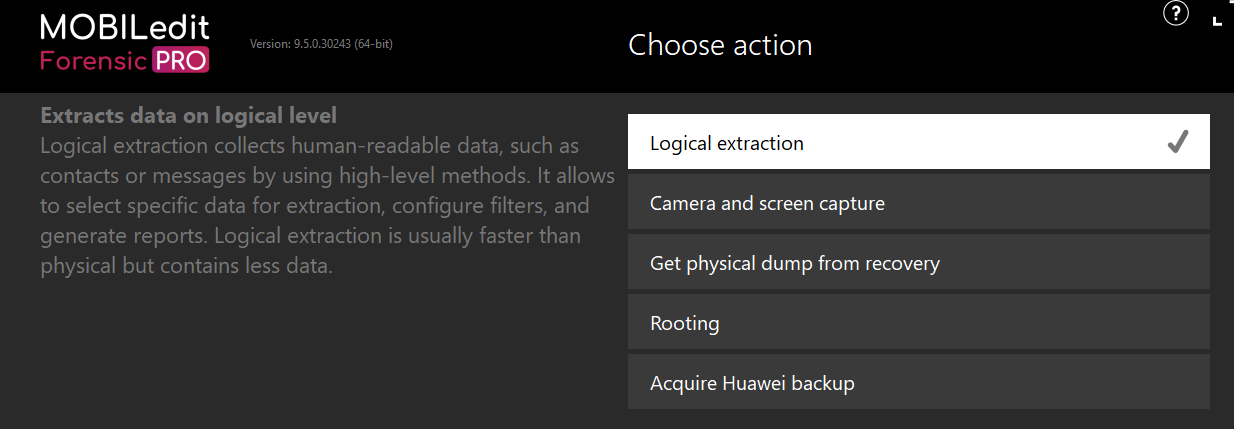 MOBILedit
Forensic PRO
Version: 9.5.0.30243 (64-bit)
Choose action
?
Extracts data on logical level
Logical extraction collects human-readable data, such as
contacts or messages by using high-level methods. It allows
to select specific data for extraction, configure filters, and
generate reports. Logical extraction is usually faster than
physical but contains less data.
Logical extraction
Camera and screen capture
Get physical dump from recovery
Rooting
Acquire Huawei backup